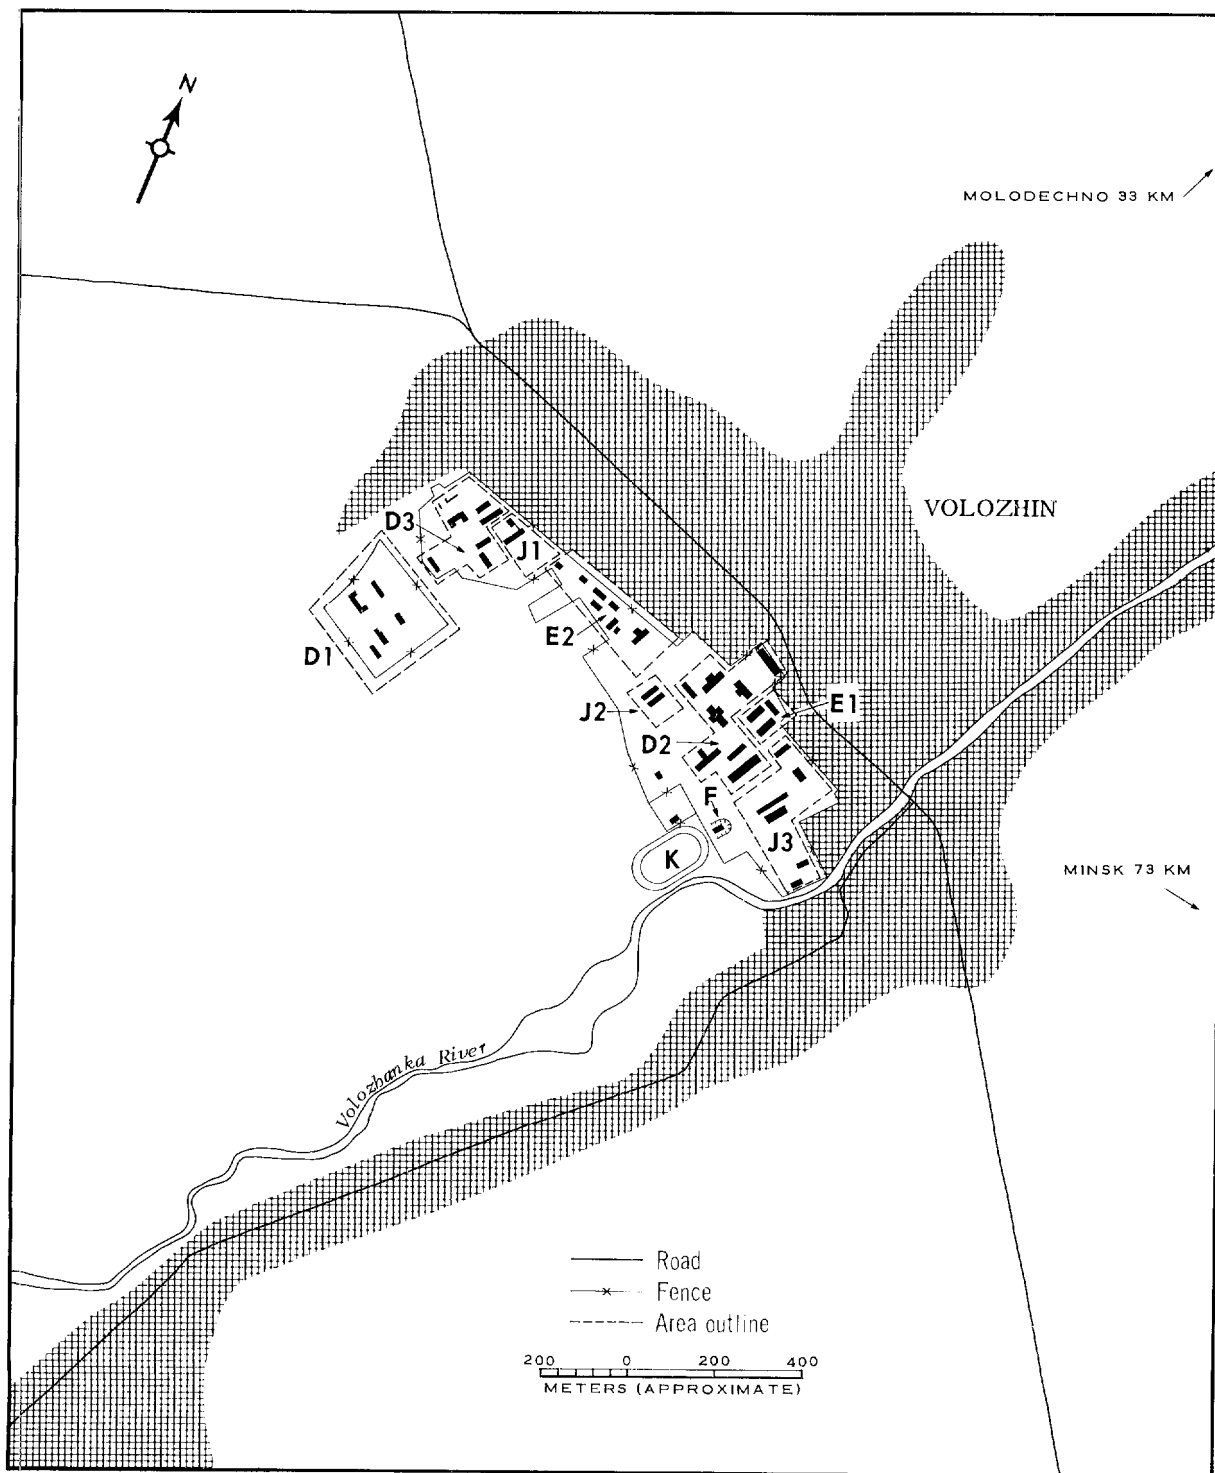 N
MOLODECHNO 33 KM
VOLOZHIN
D3
J1
D1
E2
J2
E1
D2
F
J3
K
MINSK 73 KM
Volozhanka River
Road
Fence
Area outline
200 0 200 400
METERS (APPROXIMATE)